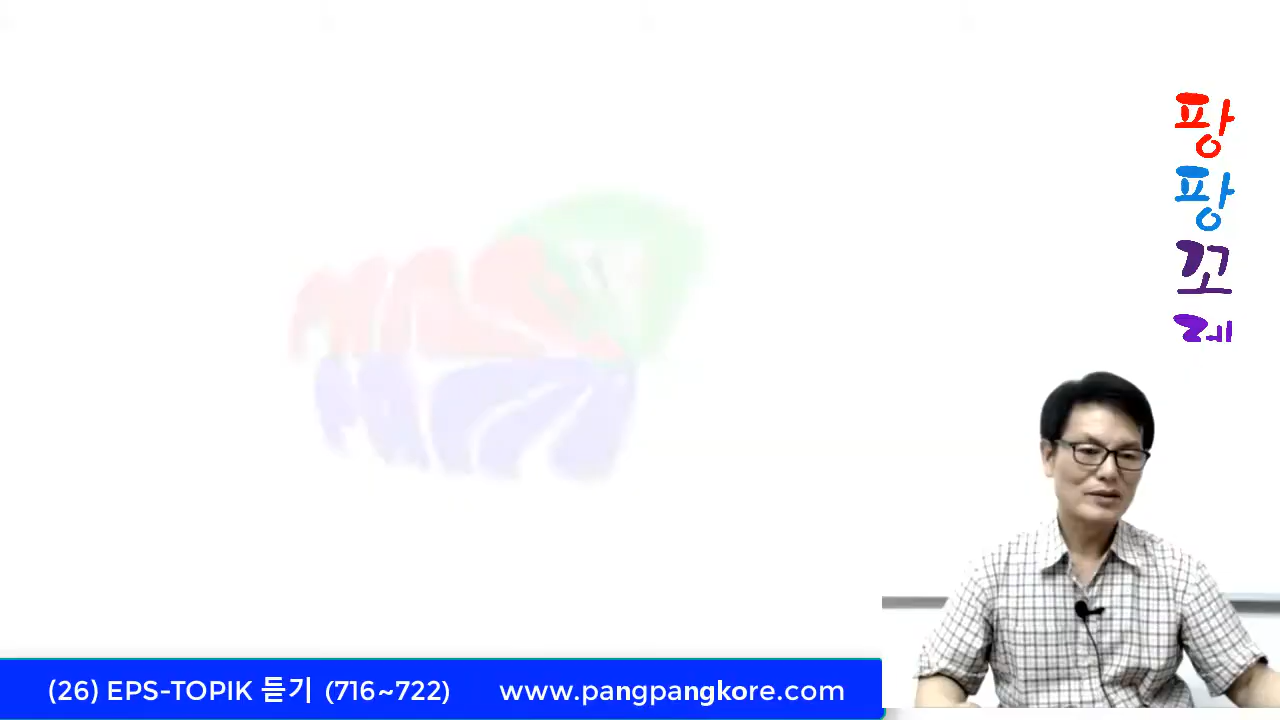 팡
팡
꼬
레
(26) EPS-TOPIK 듣기 (716~722) www.pangpangkore.com